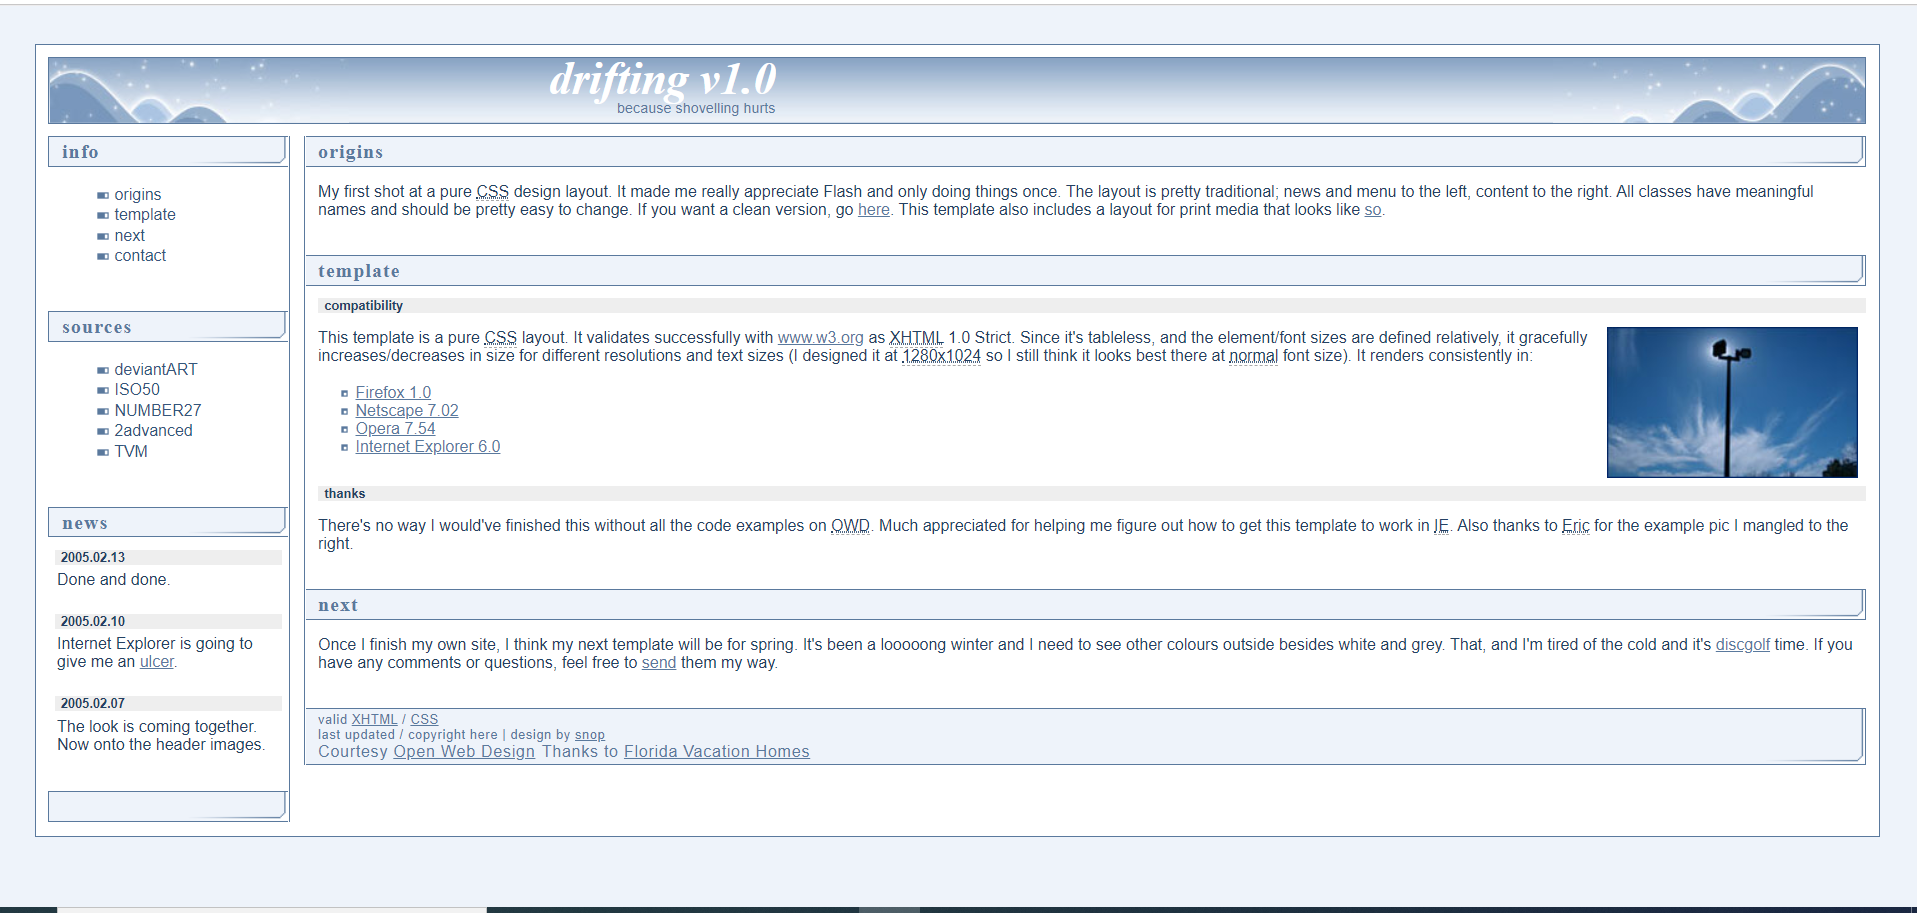 drifting v1.0
because shovelling hurts
info
origins
template
next
contact
sources
deviantART
ISO50
NUMBER27
2advanced
TVM
news
2005.02.13
Done and done.
2005.02.10
Internet Explorer is going to
give me an ulcer.
2005.02.07
The look is coming together.
Now onto the header images.
origins
My first shot at a pure CSS design layout. It made me really appreciate Flash and only doing things once. The layout is pretty traditional; news and menu to the left, content to the right. All classes have meaningful
names and should be pretty easy to change. If you want a clean version, go here. This template also includes a layout for print media that looks like so.
template
compatibility
This template is a pure CSS layout. It validates successfully with www.w3.org as XHTML 1.0 Strict. Since it's tableless, and the element/font sizes are defined relatively, it gracefully
increases/decreases in size for different resolutions and text sizes (I designed it at 1280x1024 so I still think it looks best there at normal font size). It renders consistently in:
Firefox 1.0
Netscape 7.02
Opera 7.54
Internet Explorer 6.0
thanks
There's no way I would've finished this without all the code examples on OWD. Much appreciated for helping me figure out how to get this template to work in IE. Also thanks to Eric for the example pic I mangled to the
right.
next
Once I finish my own site, I think my next template will be for spring. It's been a looooong winter and I need to see other colours outside besides white and grey. That, and I'm tired of the cold and it's discgolf time. If you
have any comments or questions, feel free to send them my way.
valid XHTML / CSS
last updated / copyright here | design by snop
Courtesy Open Web Design Thanks to Florida Vacation Homes